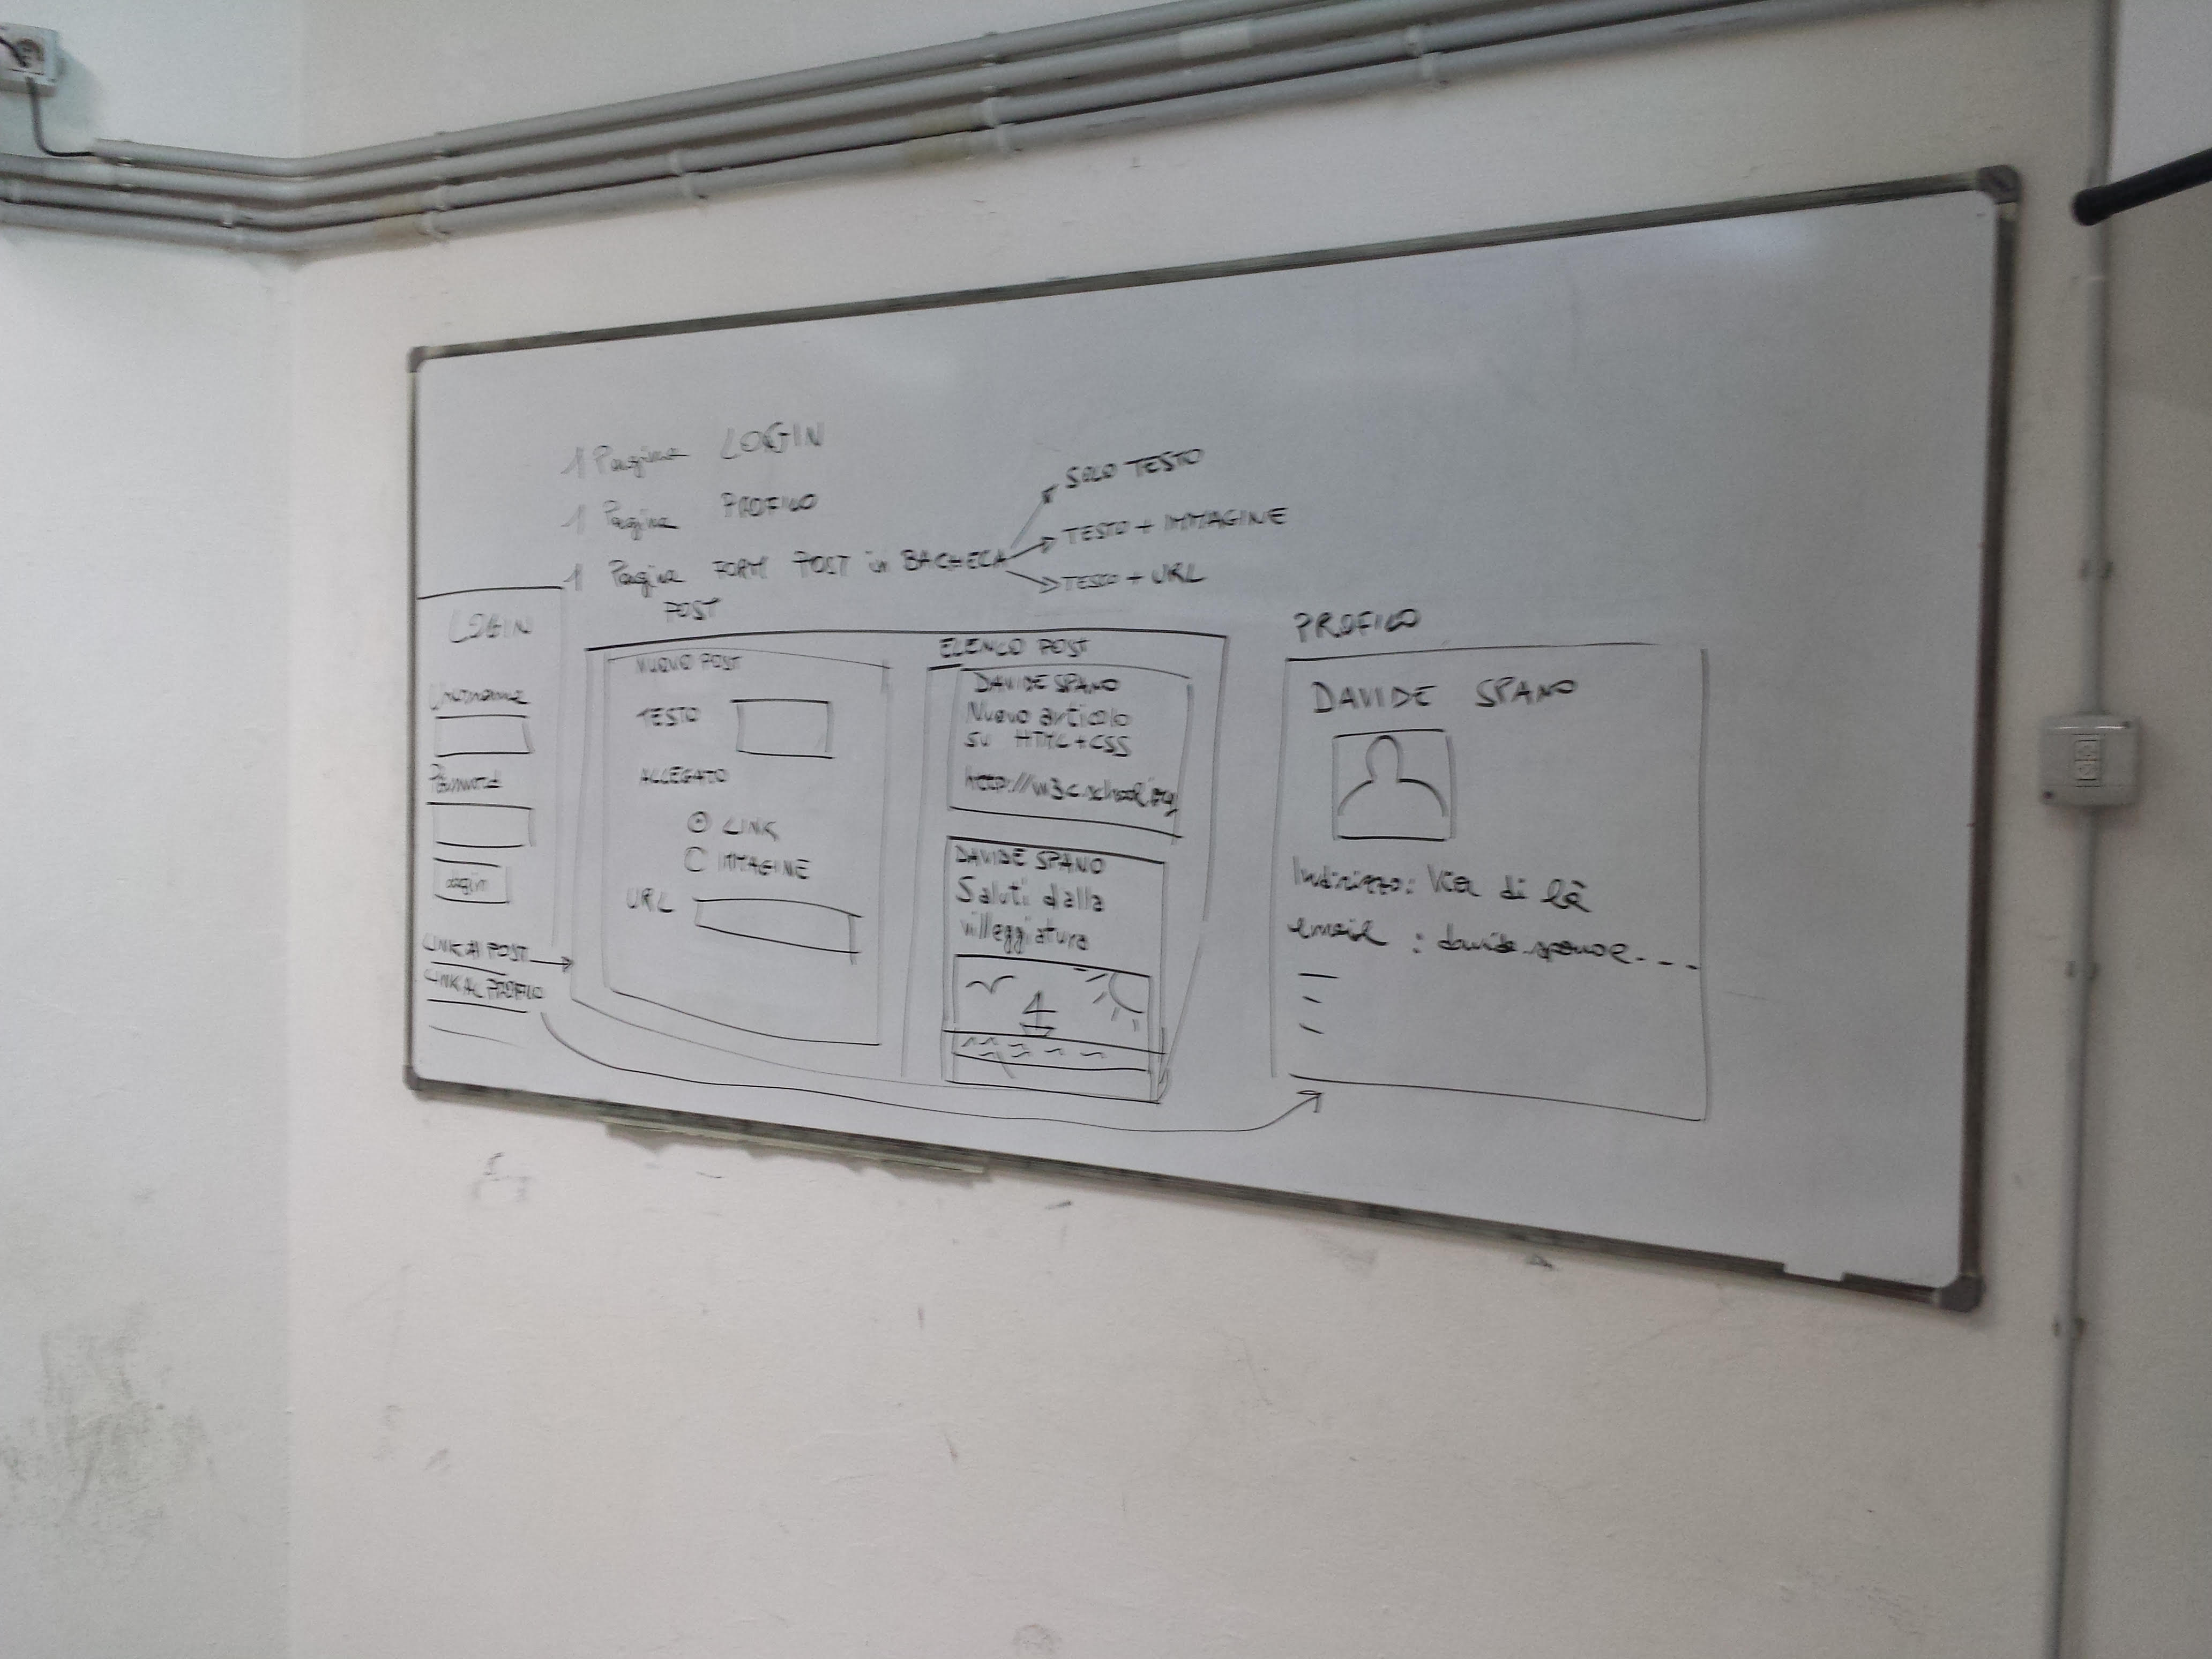 1 Pagina LOGIN
1 Pagina PROFILO
1 Pagina FORM POST in BACHECA
SOLO TESTO
TESTO + IMMAGINE
TESTO + URL
LOGIN
Username
Password
Login
LINK AI POST
LINK AL PROFILO
POST
NUOVO POST
TESTO
ALLEGATO
LINK
IMMAGINE
URL
ELENCO POST
DAVIDE SPANO
Nuovo articolo
su HTML+CSS
http://w3c.school.org
DAVIDE SPANO
Saluti dalla
villeggiatura
PROFILO
DAVIDE SPANO
Indirizzo: Via di là
email : davide.spano@...